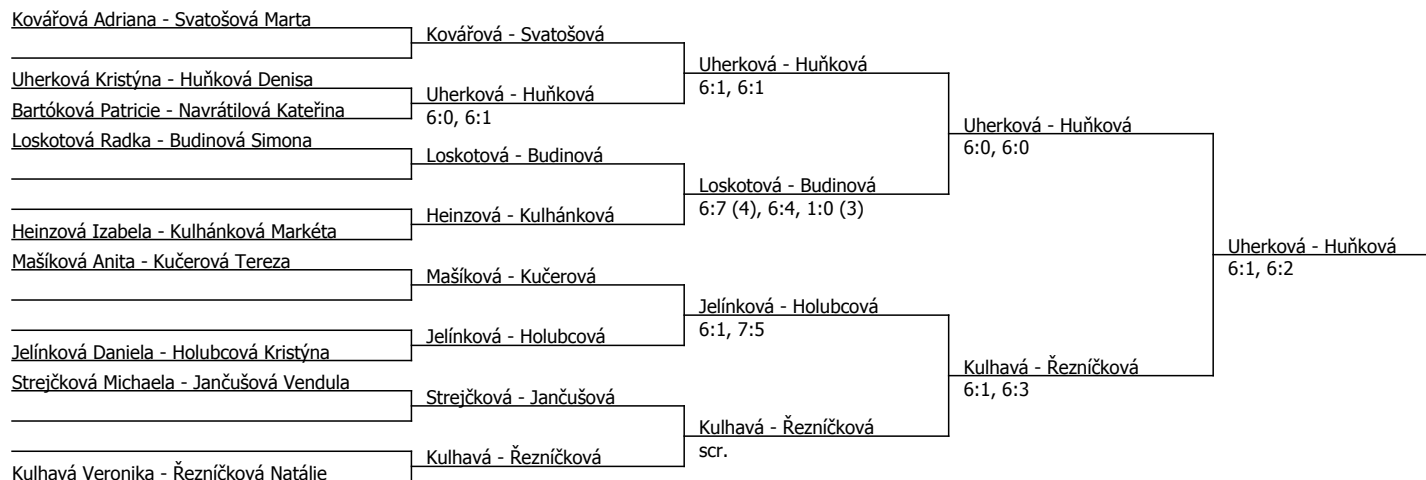 Kovářová Adriana - Svatošová Marta
Uherková Kristýna - Huňková Denisa
Bartóková Patricie - Navrátilová Kateřina
Loskotová Radka - Budinová Simona
Heinzová Izabela - Kulhánková Markéta
Mašíková Anita - Kučerová Tereza
Jelínková Daniela - Holubcová Kristýna
Strejčková Michaela - Jančušová Vendula
Kulhavá Veronika - Řezníčková Natálie
Kovářová - Svatošová
Uherková - Huňková
6:0, 6:1
Loskotová - Budinová
Heinzová - Kulhánková
Mašíková - Kučerová
Jelínková - Holubcová
Strejčková - Jančušová
Kulhavá - Řezníčková
Uherková - Huňková
6:1, 6:1
Loskotová - Budinová
6:7 (4), 6:4, 1:0 (3)
Jelínková - Holubcová
6:1, 7:5
Kulhavá - Řezníčková
scr.
Uherková - Huňková
6:0, 6:0
Kulhavá - Řezníčková
6:1, 6:3
Uherková - Huňková
6:1, 6:2